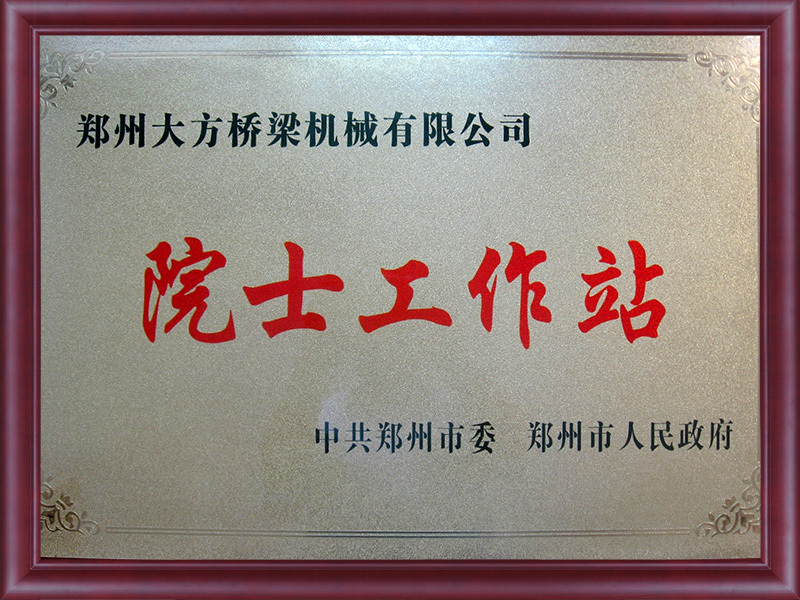 郑州大方桥梁机械有限公司
院士工作站
中共郑州市委 郑州市人民政府